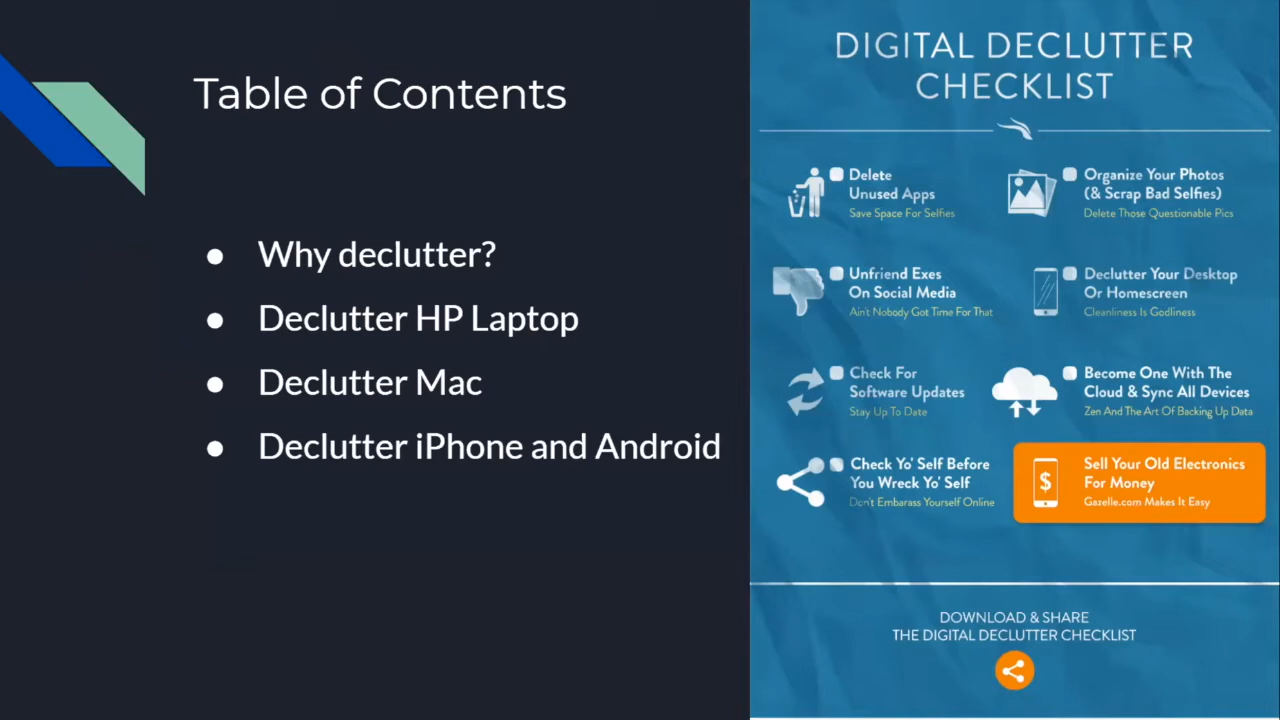 Table of Contents
● Why declutter?
● Declutter HP Laptop
● Declutter Mac
● Declutter iPhone and Android
DIGITAL DECLUTTER
CHECKLIST
Delete
Unused Apps
Save Space For Selfies
Organize Your Photos
(& Scrap Bad Selfies)
Delete Those Questionable Pics
Unfriend Exes
On Social Media
Ain't Nobody Got Time For That
Declutter Your Desktop
Or Homescreen
Cleanliness Is Godliness
Check For
Software Updates
Stay Up To Date
Become One With The
Cloud & Sync All Devices
Zen And The Art Of Backing Up Data
Check Yo' Self Before
You Wreck Yo' Self
Don't Embarass Yourself Online
$
Sell Your Old Electronics
For Money
Gazelle.com Makes It Easy
DOWNLOAD & SHARE
THE DIGITAL DECLUTTER CHECKLIST